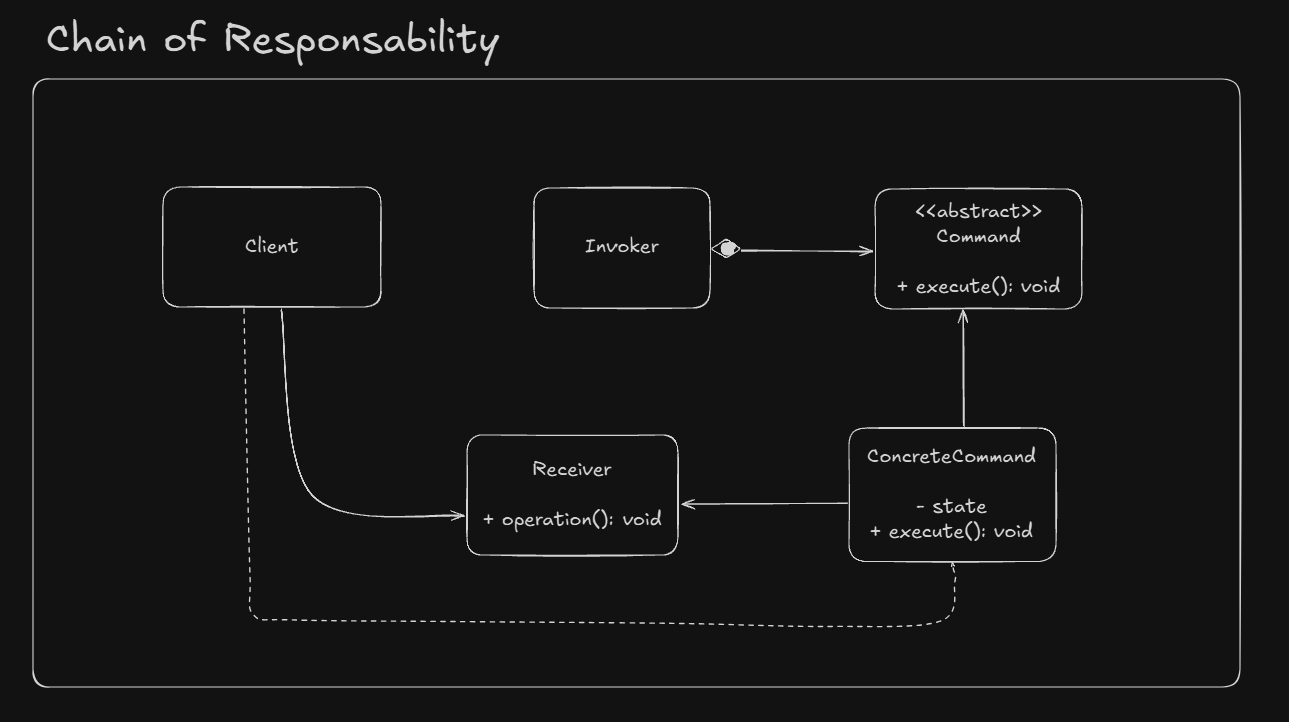 Chain of Responsability
Client
Invoker
<<abstract>>
Command
+ execute(): void
Receiver
+ operation(): void
ConcreteCommand
- state
+ execute(): void